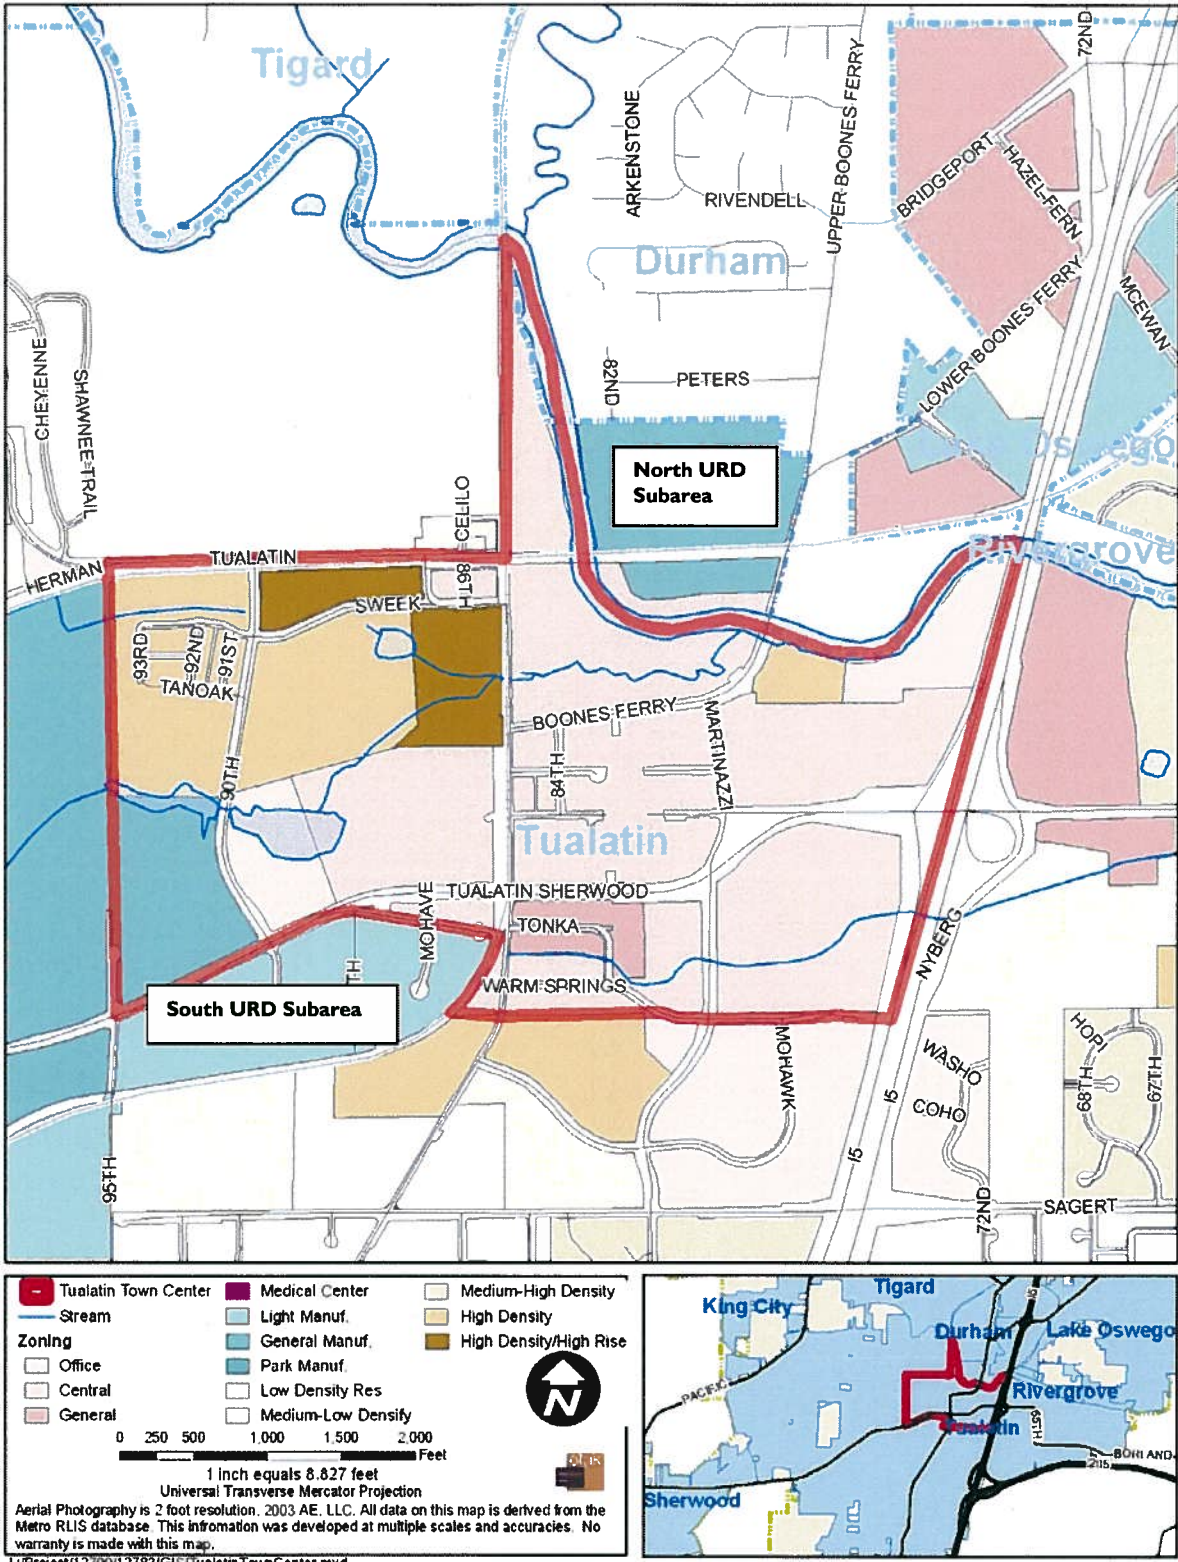 Tigard
72ND
UPPER BOONES FERRY
ARKENSTONE
BRIDGEPORT
HAZEL-FERN
RIVENDELL
Durham
LOWER BOONES FERRY
MCEWAN
CHEYENNE
SHAWNEE TRAIL
82ND
PETERS
North URD
Subarea
CELILO
TUALATIN
HERMAN
Rivergrove
86TH
SWEEK
93RD
92ND
91ST
TANOAK
BOONES FERRY
MARTINAZZI
84TH
90TH
Tualatin
TUALATIN SHERWOOD
MOHAVE
TONKA
NYBERG
TH
WARM SPRINGS
South URD Subarea
MOHAWK
WASHO
COHO
HOPI
68TH
67TH
I5
I5
95TH
72ND
SAGERT
Tualatin Town Center
Stream
Zoning
Office
Central
General
Medical Center
Light Manuf.
General Manuf.
Park Manuf.
Low Density Res
Medium-Low Densify
Medium-High Density
High Density
High Density/High Rise
N
0 250 500 1,000 1,500 2,000
Feet
1 inch equals 8.827 feet
Universal Transverse Mercator Projection
Aerial Photography is 2 foot resolution. 2003 AE, LLC. All data on this map is derived from the
Metro RLIS database. This infromation was developed at multiple scales and accuracies. No
warranty is made with this map.
Tigard
King City
Durham
Lake Oswego
PACIFIC
Rivergrove
Tualatin
65TH
BORLAND
Sherwood
I5